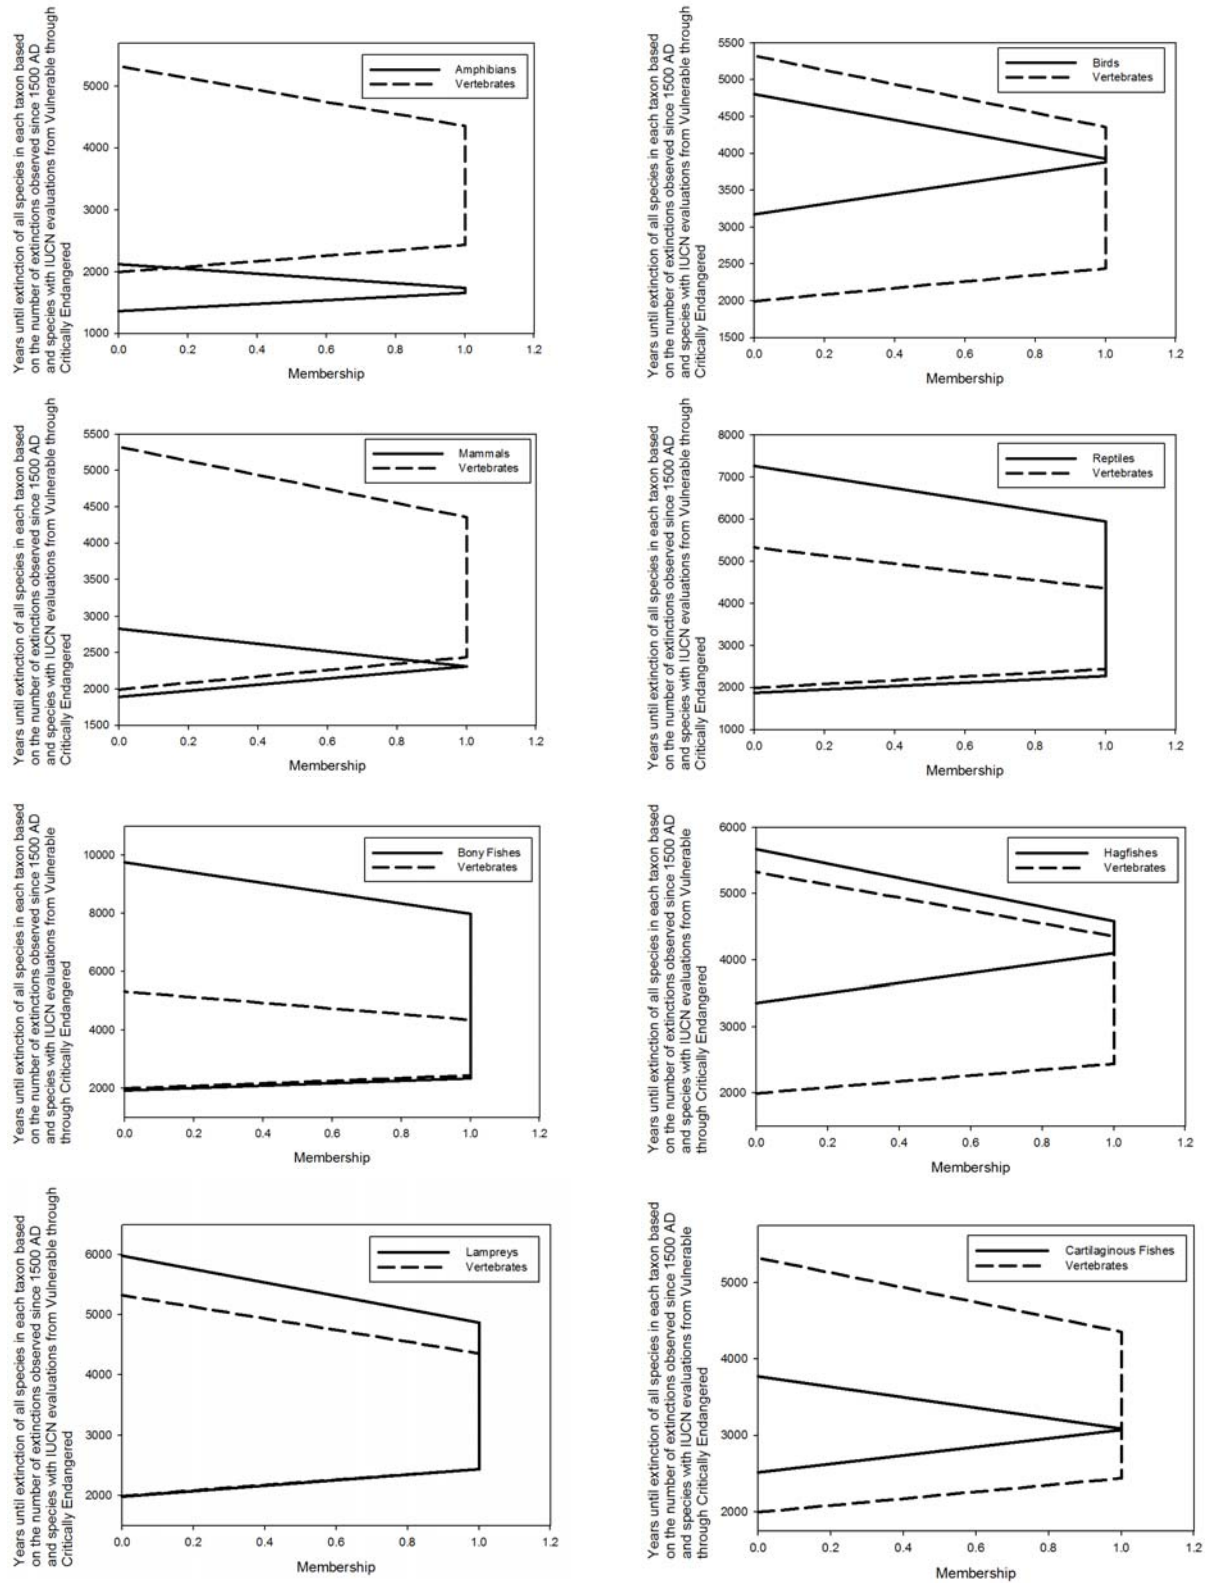 Years until extinction of all species in each taxon based
on the number of extinctions observed since 1500 AD
and species with IUCN evaluations from Vulnerable through
Critically Endangered
5000
4000
3000
2000
1000
0.0 0.2 0.4 0.6 0.8 1.0 1.2
Membership
Amphibians
Vertebrates
Years until extinction of all species in each taxon based
on the number of extinctions observed since 1500 AD
and species with IUCN evaluations from Vulnerable through
Critically Endangered
5500
5000
4500
4000
3500
3000
2500
2000
1500
0.0 0.2 0.4 0.6 0.8 1.0 1.2
Membership
Birds
Vertebrates
Years until extinction of all species in each taxon based
on the number of extinctions observed since 1500 AD
and species with IUCN evaluations from Vulnerable through
Critically Endangered
5500
5000
4500
4000
3500
3000
2500
2000
1500
0.0 0.2 0.4 0.6 0.8 1.0 1.2
Membership
Mammals
Vertebrates
Years until extinction of all species in each taxon based
on the number of extinctions observed since 1500 AD
and species with IUCN evaluations from Vulnerable through
Critically Endangered
8000
7000
6000
5000
4000
3000
2000
1000
0.0 0.2 0.4 0.6 0.8 1.0 1.2
Membership
Reptiles
Vertebrates
Years until extinction of all species in each taxon based
on the number of extinctions observed since 1500 AD
and species with IUCN evaluations from Vulnerable
through Critically Endangered
10000
8000
6000
4000
2000
0.0 0.2 0.4 0.6 0.8 1.0 1.2
Membership
Bony Fishes
Vertebrates
Years until extinction of all species in each taxon based
on the number of extinctions observed since 1500 AD
and species with IUCN evaluations from Vulnerable
through Critically Endangered
6000
5000
4000
3000
2000
0.0 0.2 0.4 0.6 0.8 1.0 1.2
Membership
Hagfishes
Vertebrates
Years until extinction of all species in each taxon based
on the number of extinctions observed since 1500 AD
and species with IUCN evaluations from Vulnerable through
Critically Endangered
6000
5000
4000
3000
2000
0.0 0.2 0.4 0.6 0.8 1.0 1.2
Membership
Lampreys
Vertebrates
Years until extinction of all species in each taxon based
on the number of extinctions observed since 1500 AD
and species with IUCN evaluations from Vulnerable
through Critically Endangered
5000
4000
3000
2000
0.0 0.2 0.4 0.6 0.8 1.0 1.2
Membership
Cartilaginous Fishes
Vertebrates